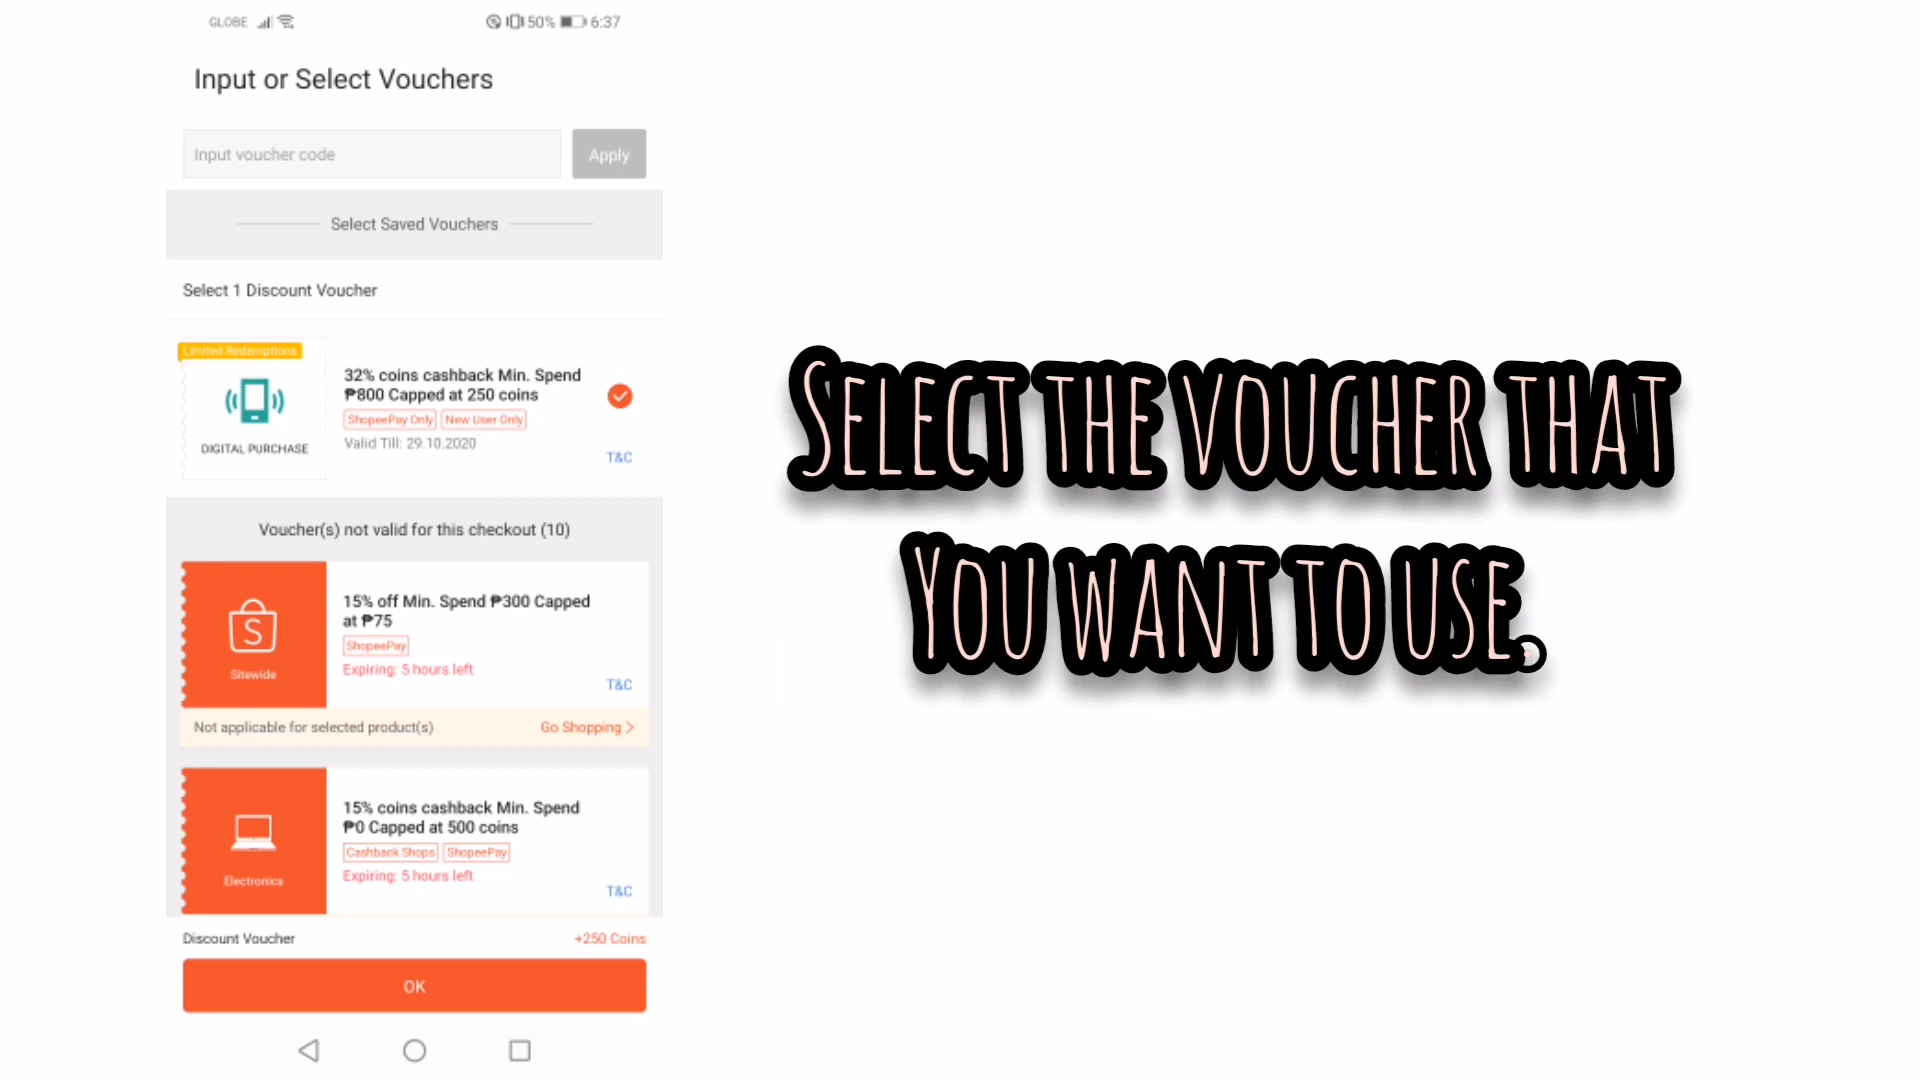 GLOBE
50% 6:37
Input or Select Vouchers
Input voucher code
Apply
Select Saved Vouchers
Select 1 Discount Voucher
Limited Redemptions
DIGITAL PURCHASE
32% coins cashback Min. Spend
₱800 Capped at 250 coins
ShopeePay Only New User Only
Valid Till: 29.10.2020
T&C
Voucher(s) not valid for this checkout (10)
Sitewide
15% off Min. Spend ₱300 Capped
at ₱75
ShopeePay
Expiring: 5 hours left
T&C
Not applicable for selected product(s)
Go Shopping >
Electronics
15% coins cashback Min. Spend
₱0 Capped at 500 coins
Cashback Shops ShopeePay
Expiring: 5 hours left
T&C
Discount Voucher
+250 Coins
OK
SELECT THE VOUCHER THAT
YOU WANT TO USE.